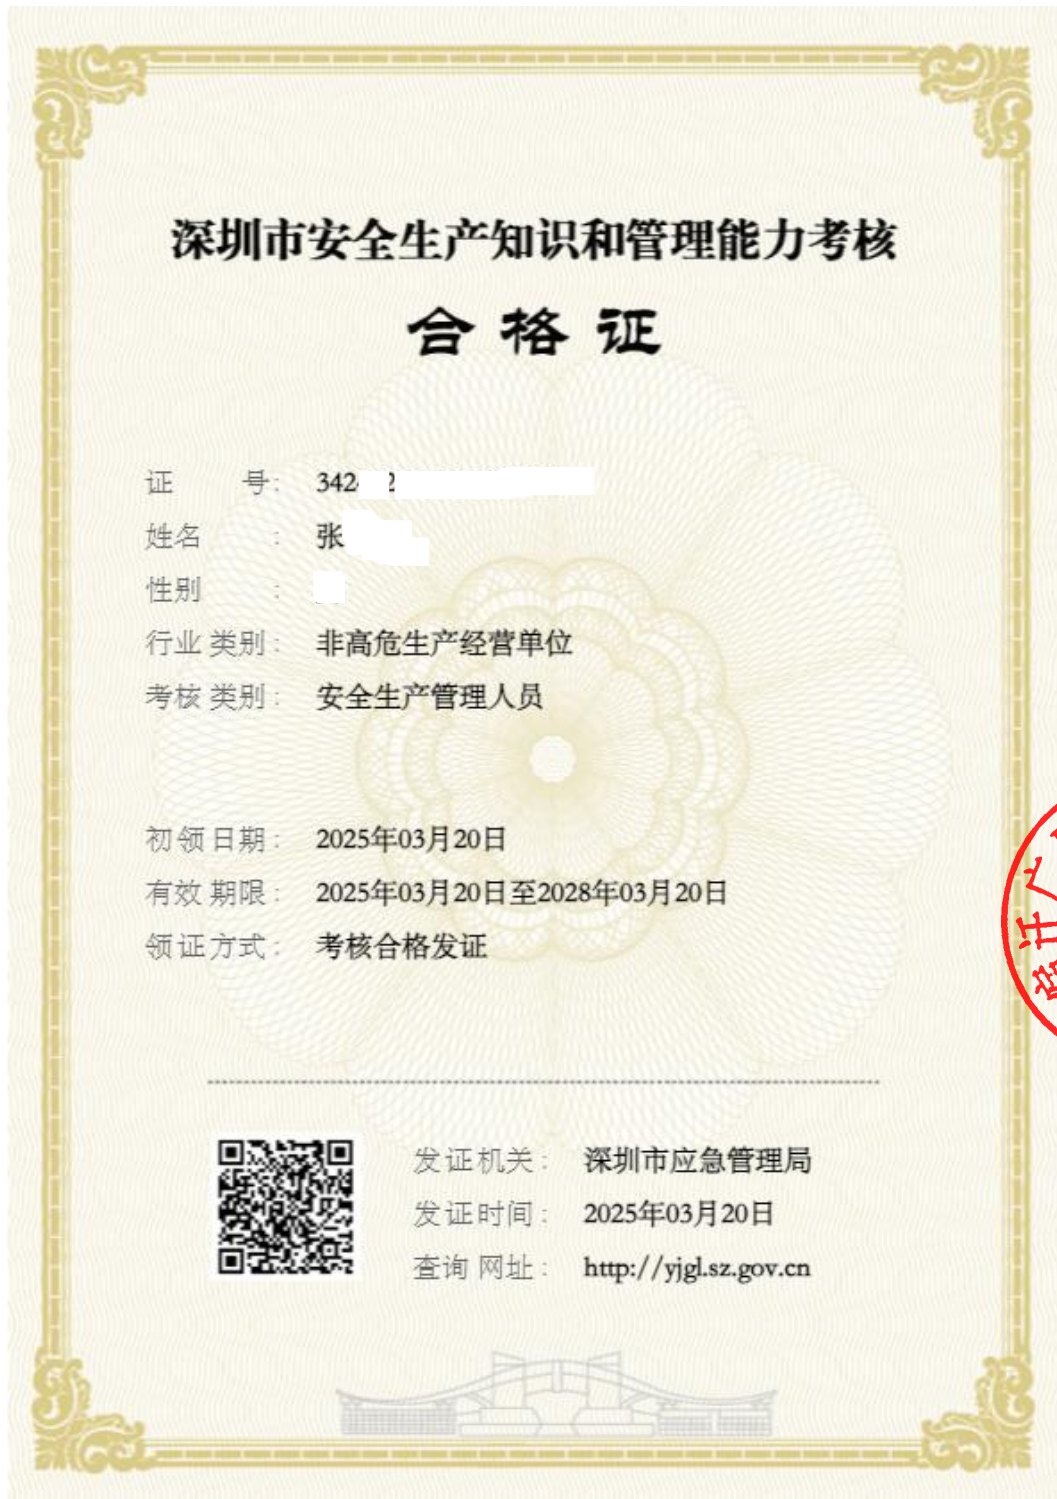 深圳市安全生产知识和管理能力考核
合格证
证 号： 342 2
姓名 ： 张
性别 ：
行业类别： 非高危生产经营单位
考核类别： 安全生产管理人员
初领日期： 2025年03月20日
有效期限： 2025年03月20日至2028年03月20日
领证方式： 考核合格发证
发证机关： 深圳市应急管理局
发证时间： 2025年03月20日
查询网址： http://yjgl.sz.gov.cn